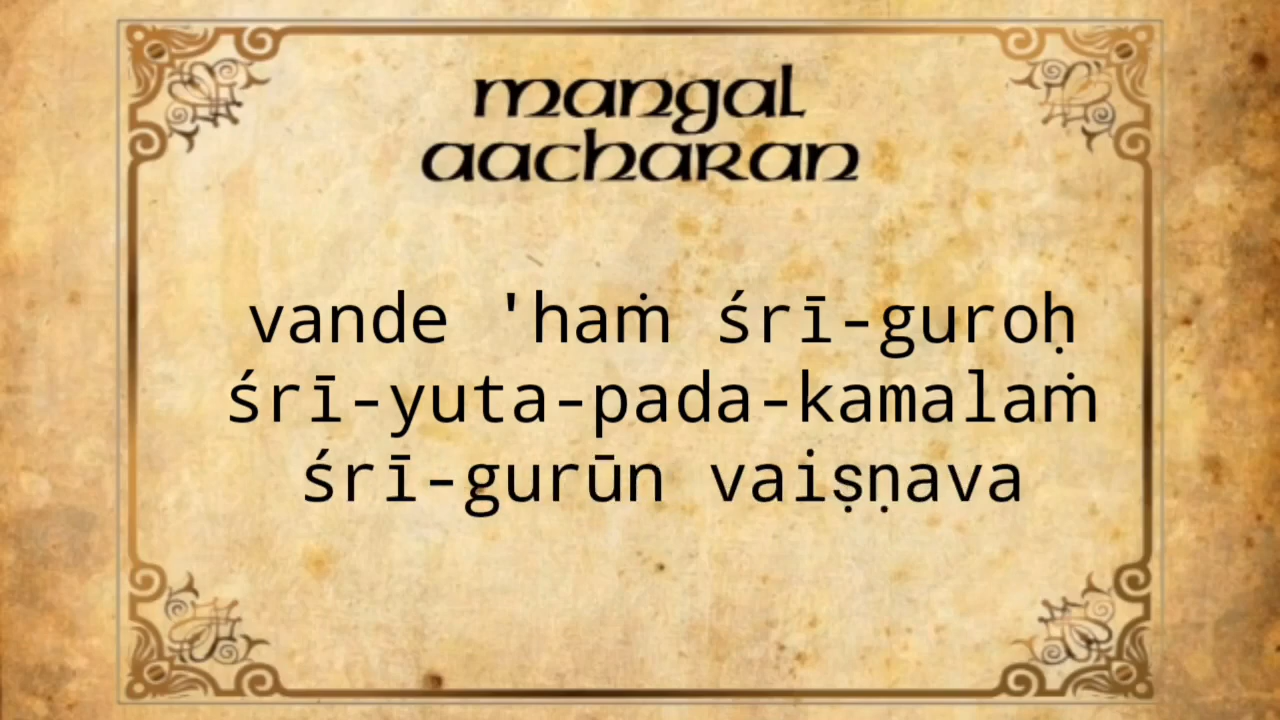 mangal
aacharan
vande 'haṁ śrī-guroḥ
śrī-yuta-pada-kamalaṁ
śrī-gurūn vaiṣṇava